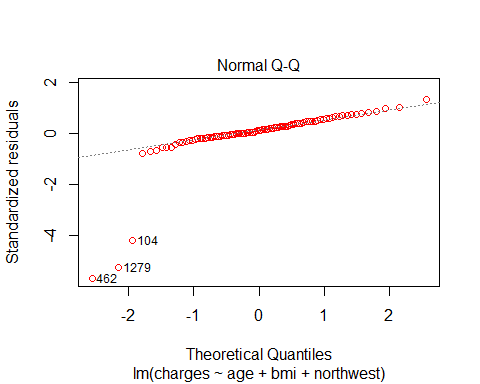 Normal Q-Q
Standardized residuals
2
0
-2
-4
104
1279
462
-2 -1 0 1 2
Theoretical Quantiles
lm(charges ~ age + bmi + northwest)